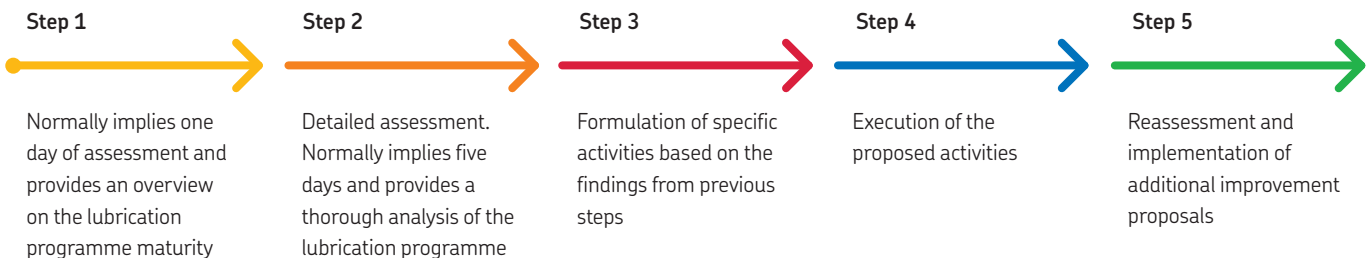 Step 1
Normally implies one
day of assessment and
provides an overview
on the lubrication
programme maturity
Step 2
Detailed assessment.
Normally implies five
days and provides a
thorough analysis of the
lubrication programme
Step 3
Formulation of specific
activities based on the
findings from previous
steps
Step 4
Execution of the
proposed activities
Step 5
Reassessment and
implementation of
additional improvement
proposals